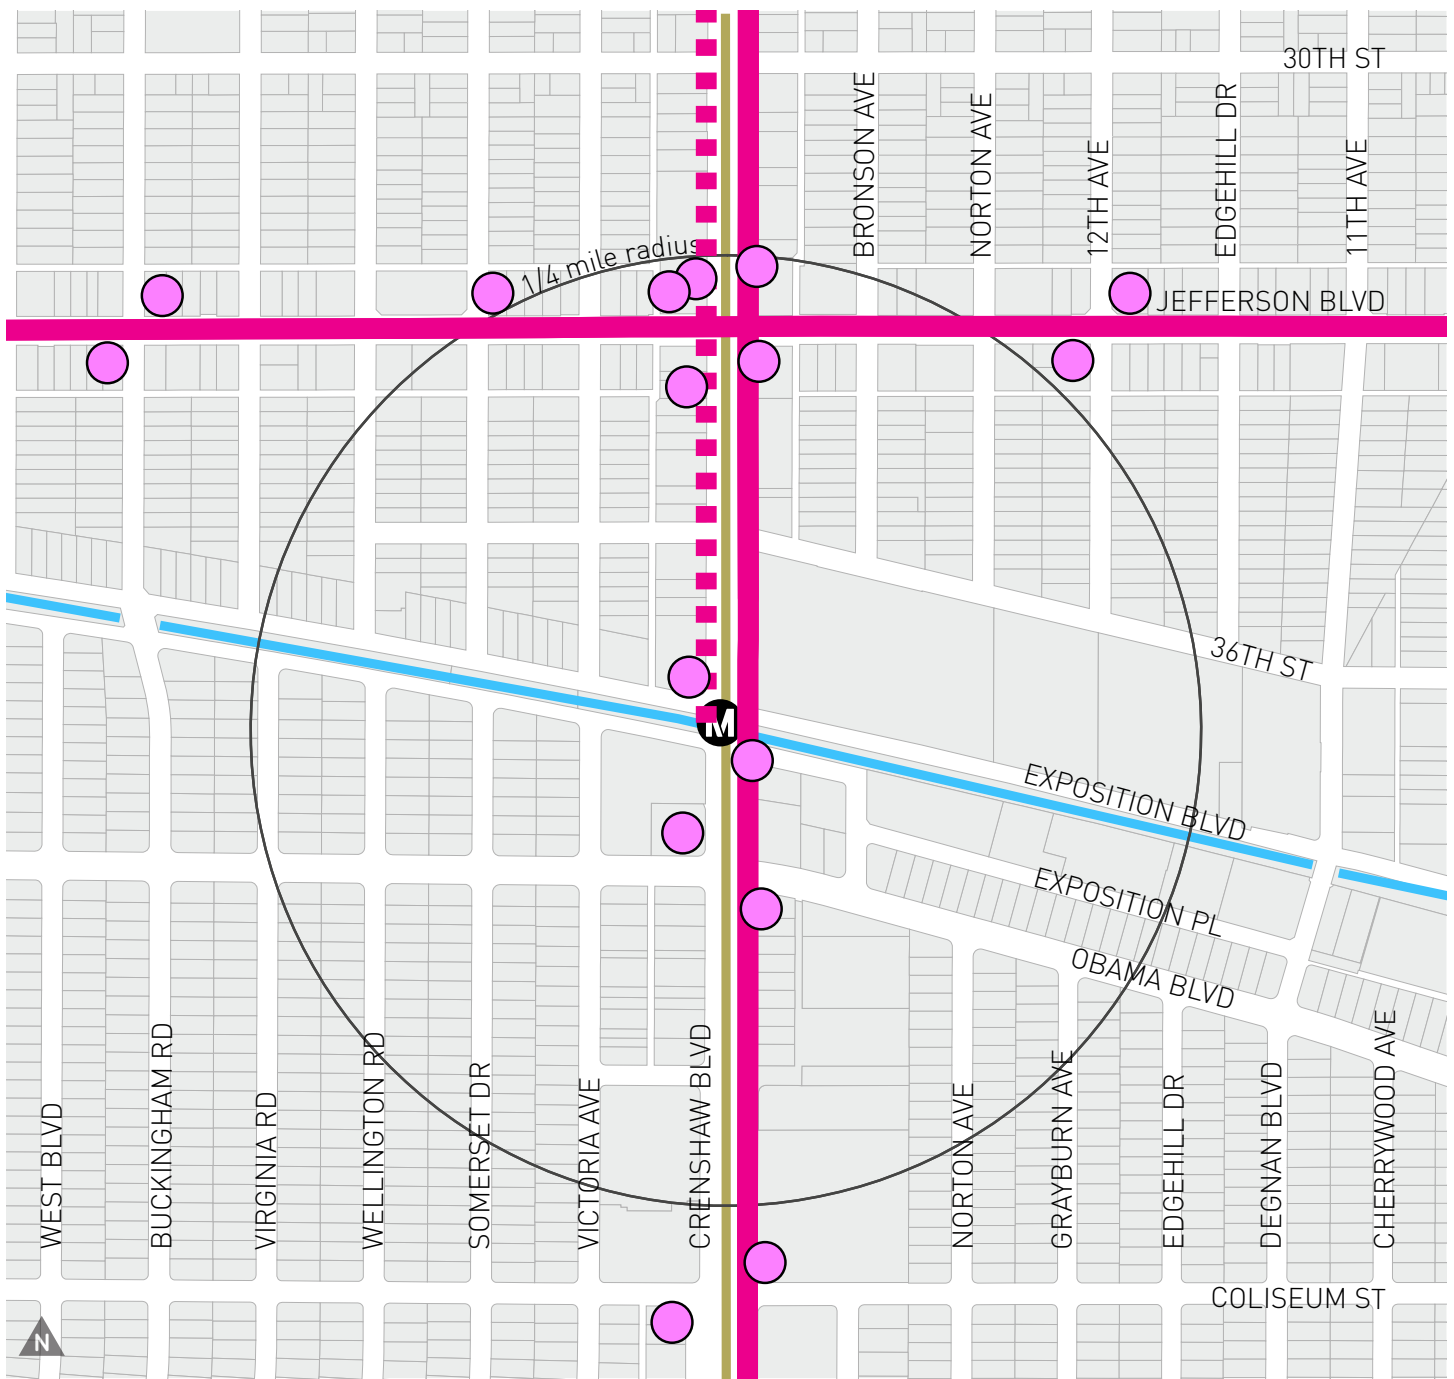 30TH ST
BRONSON AVE
NORTON AVE
12TH AVE
EDGEHILL DR
11TH AVE
1/4 mile radius
JEFFERSON BLVD
36TH ST
M
EXPOSITION BLVD
EXPOSITION PL
OBAMA BLVD
WEST BLVD
BUCKINGHAM RD
VIRGINIA RD
WELLINGTON RD
SOMERSET DR
VICTORIA AVE
CRENSHAW BLVD
NORTON AVE
GRAYBURN AVE
EDGEHILL DR
DEGNAN BLVD
CHERRYWOOD AVE
COLISEUM ST
N